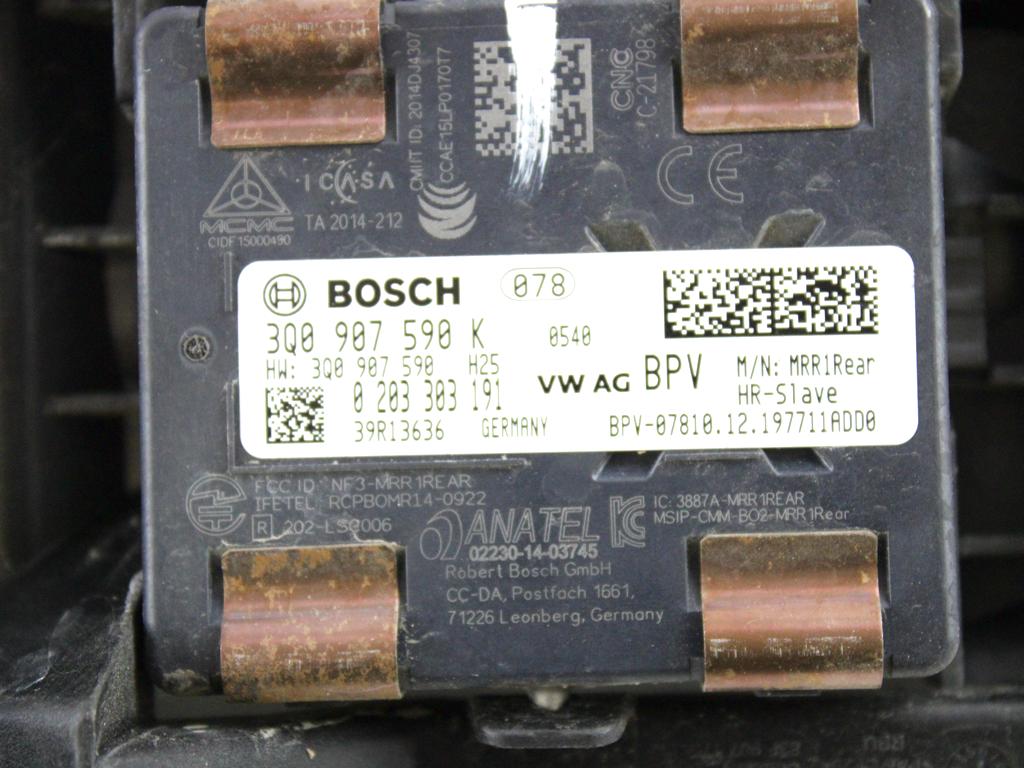 CMIIT ID: 2014DJ4307
CCAE15LP0170T7
CNC
C-21798
ICASA
TA 2014-212
MCMC
CIDF15000490
CE
BOSCH 078
3Q0 907 590 K 0540
HW: 3Q0 907 590 H25
VW AG BPV M/N: MRR1Rear
0 203 303 191 HR-Slave
39R13636 GERMANY BPV-07810.12.197711ADD0
FCC ID: NF3-MRR1REAR
IFETEL: RCPBOMR14-0922
R 202-LSC006
ANATEL
02230-14-03745
IC: 3887A-MRR1REAR
MSIP-CMM-BO2-MRR1Rear
Robert Bosch GmbH
CC-DA, Postfach 1661,
71226 Leonberg, Germany